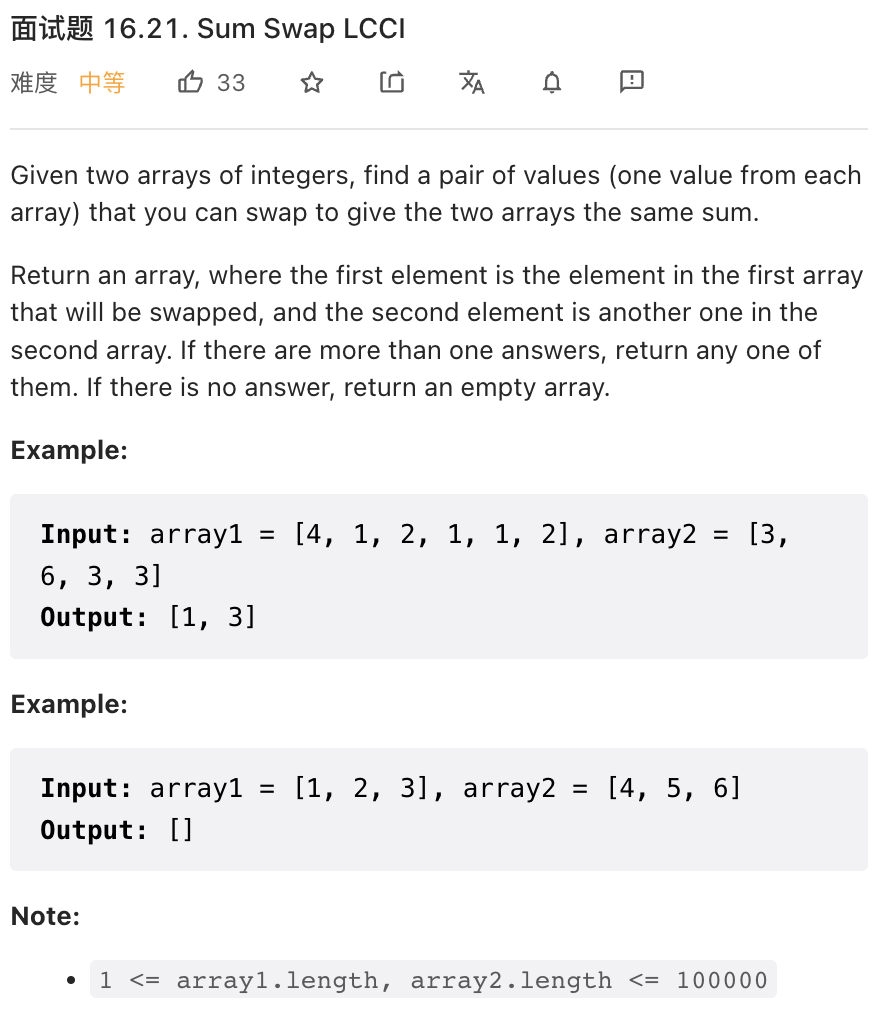 面试题 16.21. Sum Swap LCCI
难度 中等 33
Given two arrays of integers, find a pair of values (one value from each
array) that you can swap to give the two arrays the same sum.
Return an array, where the first element is the element in the first array
that will be swapped, and the second element is another one in the
second array. If there are more than one answers, return any one of
them. If there is no answer, return an empty array.
Example:
Input: array1 = [4, 1, 2, 1, 1, 2], array2 = [3,
6, 3, 3]
Output: [1, 3]
Example:
Input: array1 = [1, 2, 3], array2 = [4, 5, 6]
Output: []
Note:
• 1 <= array1.length, array2.length <= 100000